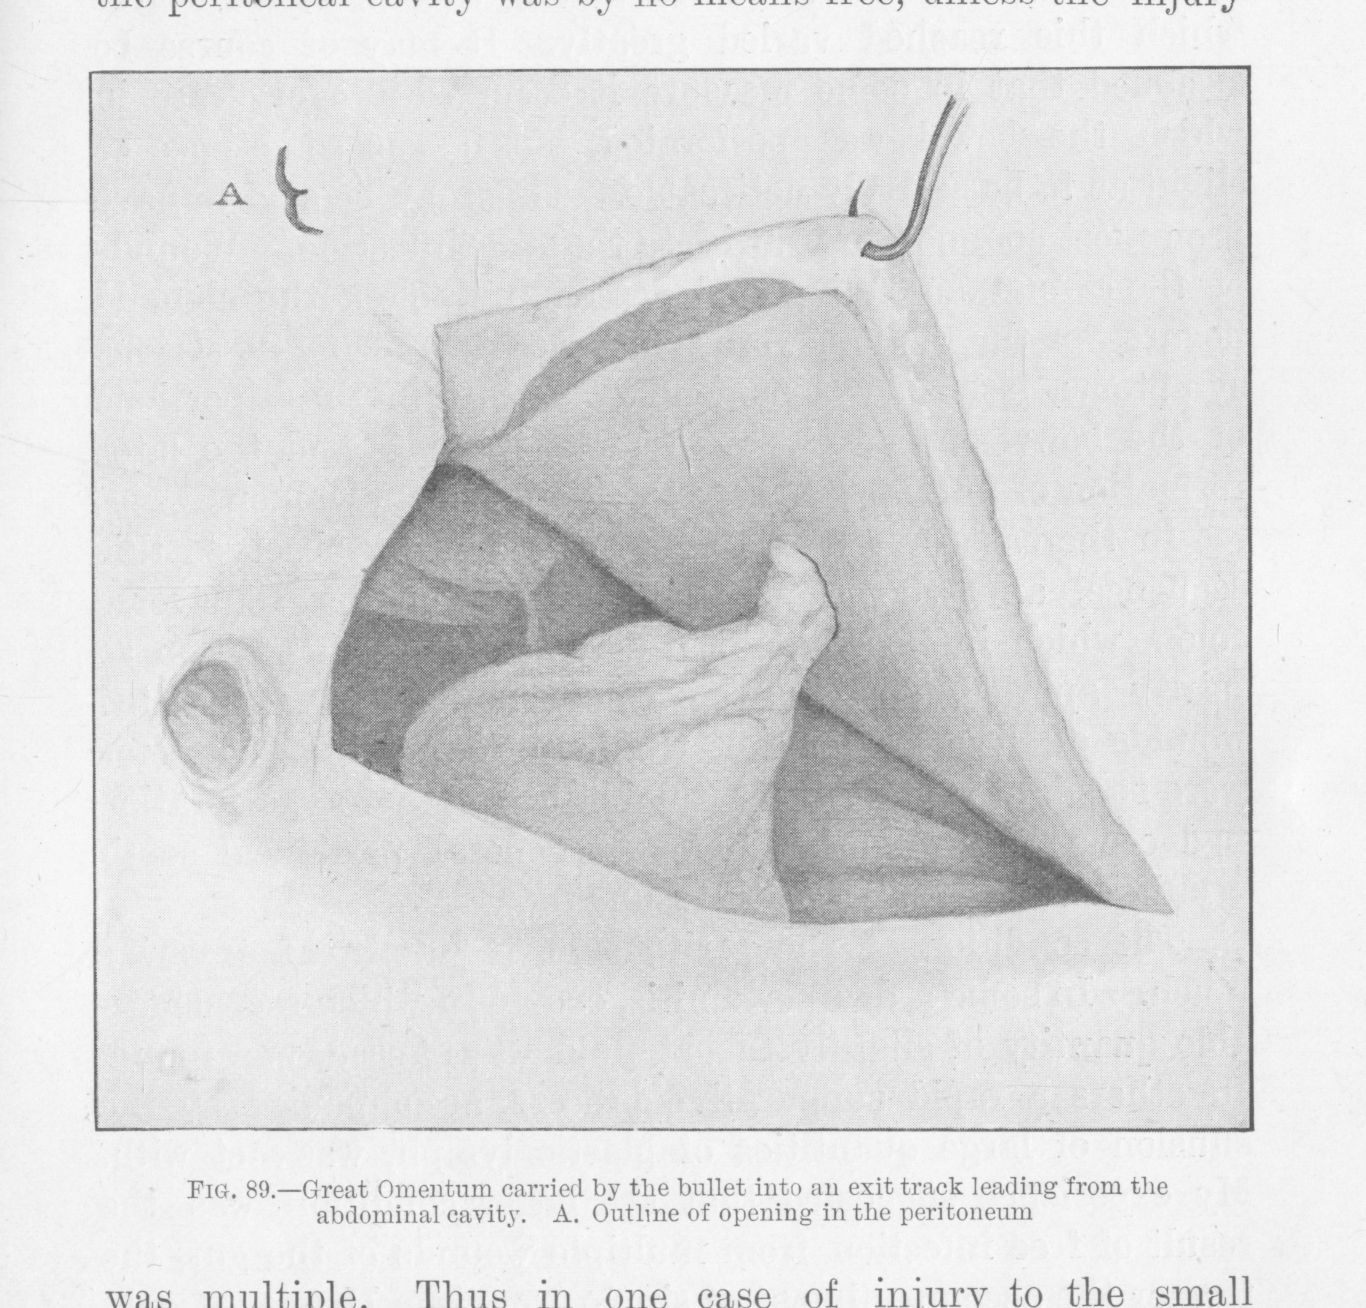 the peritoneal cavity was by no means free, unless the injury
A
FIG. 89.—Great Omentum carried by the bullet into an exit track leading from the
abdominal cavity. A. Outline of opening in the peritoneum
was multiple. Thus in one case of injury to the small